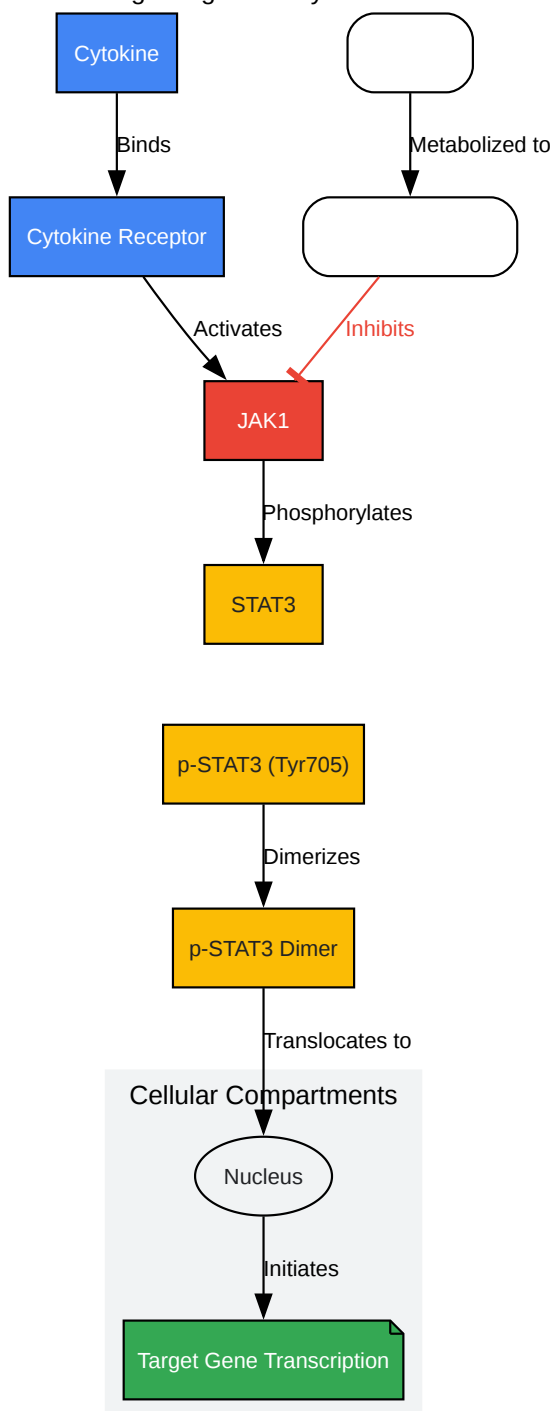 Cytokine
Binds
Metabolized to
Cytokine Receptor
Activates
Inhibits
JAK1
Phosphorylates
STAT3
p-STAT3 (Tyr705)
Dimerizes
p-STAT3 Dimer
Translocates to
Cellular Compartments
Nucleus
Initiates
Target Gene Transcription